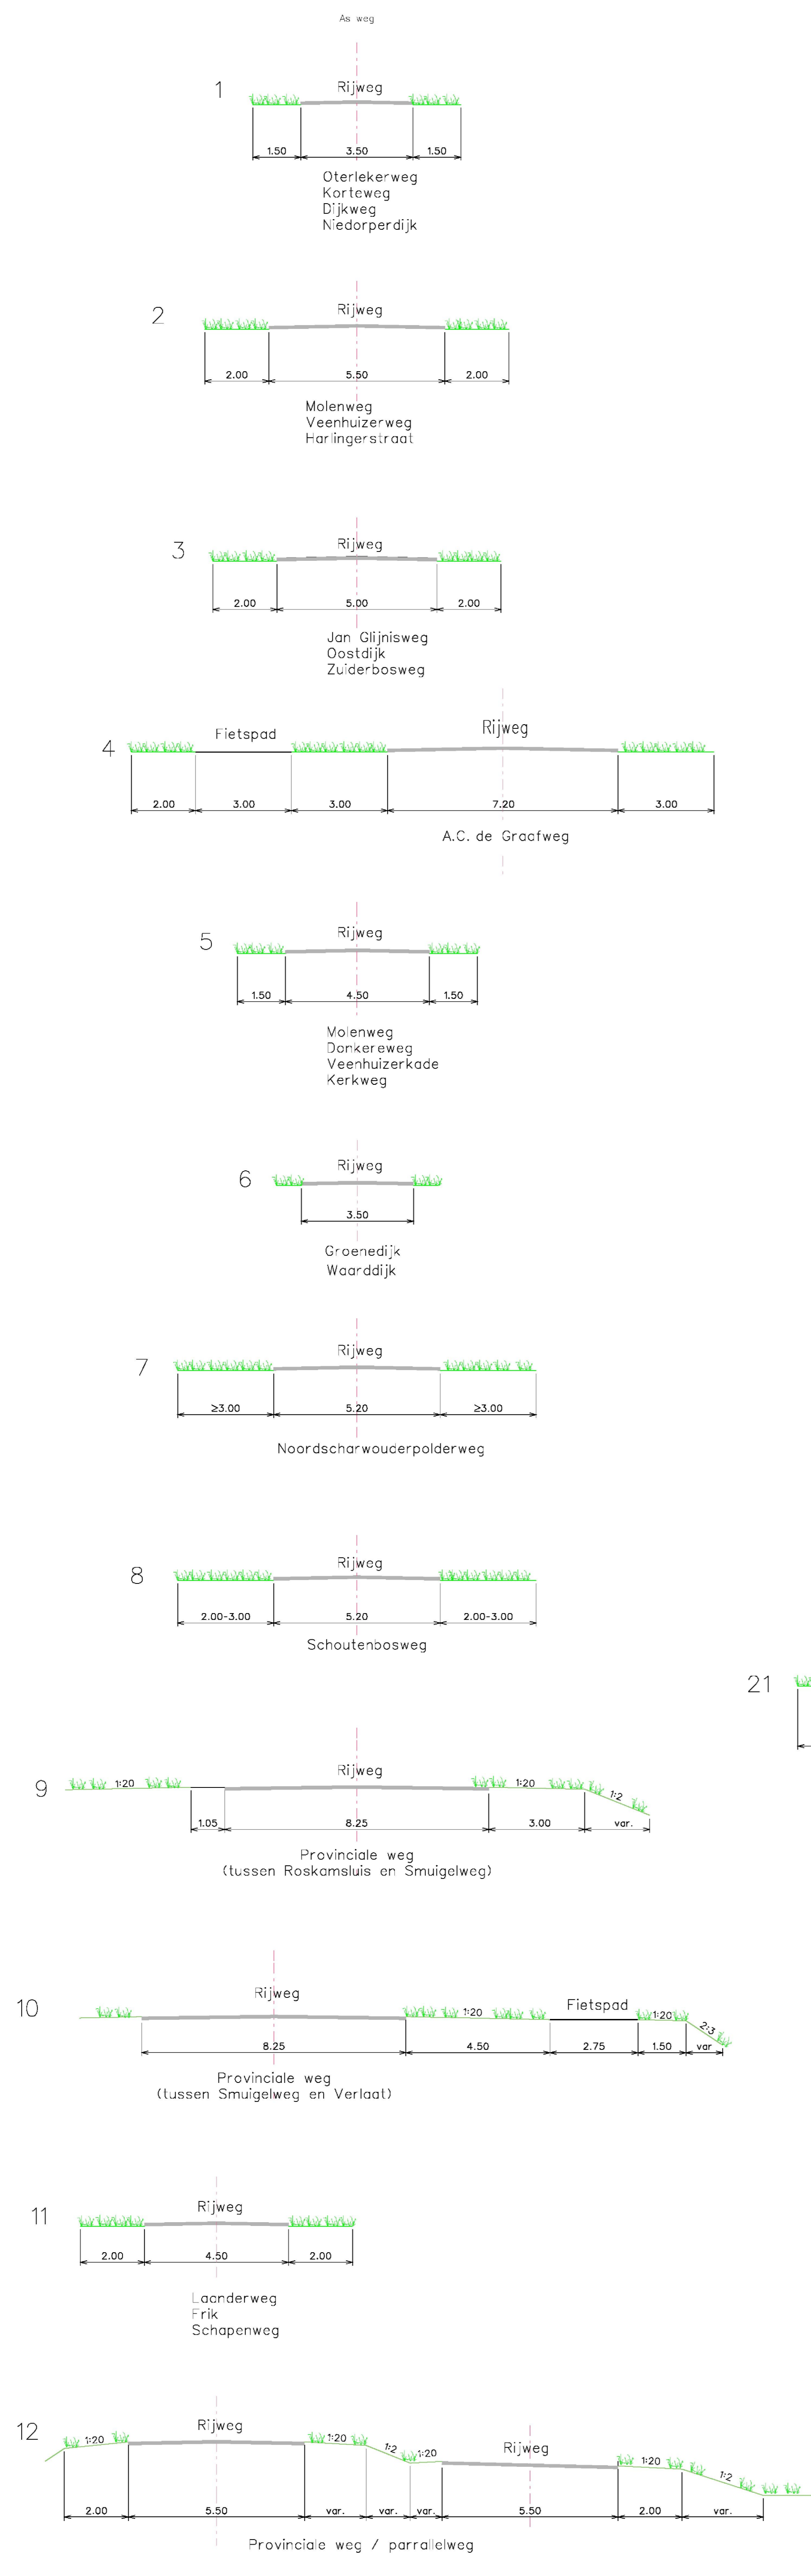 As weg
1
Rijweg
1.50 3.50 1.50
Oterlekerweg
Korteweg
Dijkweg
Niedorperdijk
2
Rijweg
2.00 5.50 2.00
Molenweg
Veenhuizerweg
Harlingerstraat
3
Rijweg
2.00 5.00 2.00
Jan Glijnisweg
Oostdijk
Zuiderbosweg
4
Fietspad Rijweg
2.00 3.00 3.00 7.20 3.00
A.C. de Graafweg
5
Rijweg
1.50 4.50 1.50
Molenweg
Donkereweg
Veenhuizerkade
Kerkweg
6
Rijweg
3.50
Groenedijk
Waarddijk
7
Rijweg
≥3.00 5.20 ≥3.00
Noordscharwouderpolderweg
8
Rijweg
2.00-3.00 5.20 2.00-3.00
Schoutenbosweg
21
9
Rijweg
1:20 1:20 1:2
1.05 8.25 3.00 var.
Provinciale weg
(tussen Roskamsluis en Smuigelweg)
10
Rijweg Fietspad
1:20 1:20 2:3
8.25 4.50 2.75 1.50 var
Provinciale weg
(tussen Smuigelweg en Verlaat)
11
Rijweg
2.00 4.50 2.00
Laanderweg
Frik
Schapenweg
12
Rijweg Rijweg
1:20 1:20 1:2 1:20 1:20 1:2
2.00 5.50 var. var. var. 5.50 2.00 var.
Provinciale weg / parrallelweg